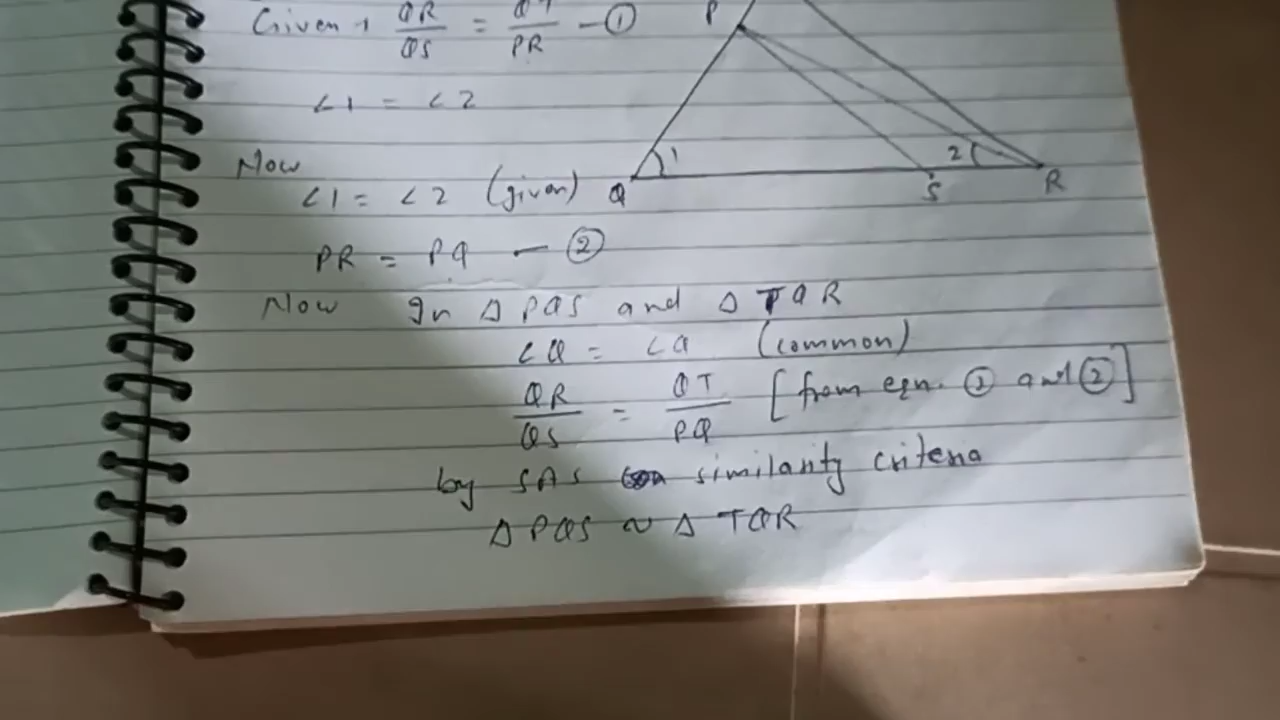 Given, QR/QS = QT/PR — ①
P
∠1 = ∠2
Now
∠1 = ∠2 (given)
Q 1 S 2 R
PR = PQ — ②
Now In Δ PQS and Δ TQR
∠Q = ∠Q (common)
QR/QS = QT/PQ [from eqn. ① and ②]
by SAS similarity criteria
Δ PQS ~ Δ TQR